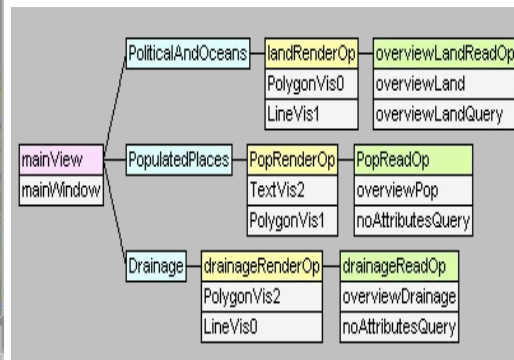 PoliticalAndOceans
landRenderOp
PolygonVis0
LineVis1
overviewLandReadOp
overviewLand
overviewLandQuery
mainView
mainWindow
PopulatedPlaces
PopRenderOp
TextVis2
PolygonVis1
PopReadOp
overviewPop
noAttributesQuery
Drainage
drainageRenderOp
PolygonVis2
LineVis0
drainageReadOp
overviewDrainage
noAttributesQuery